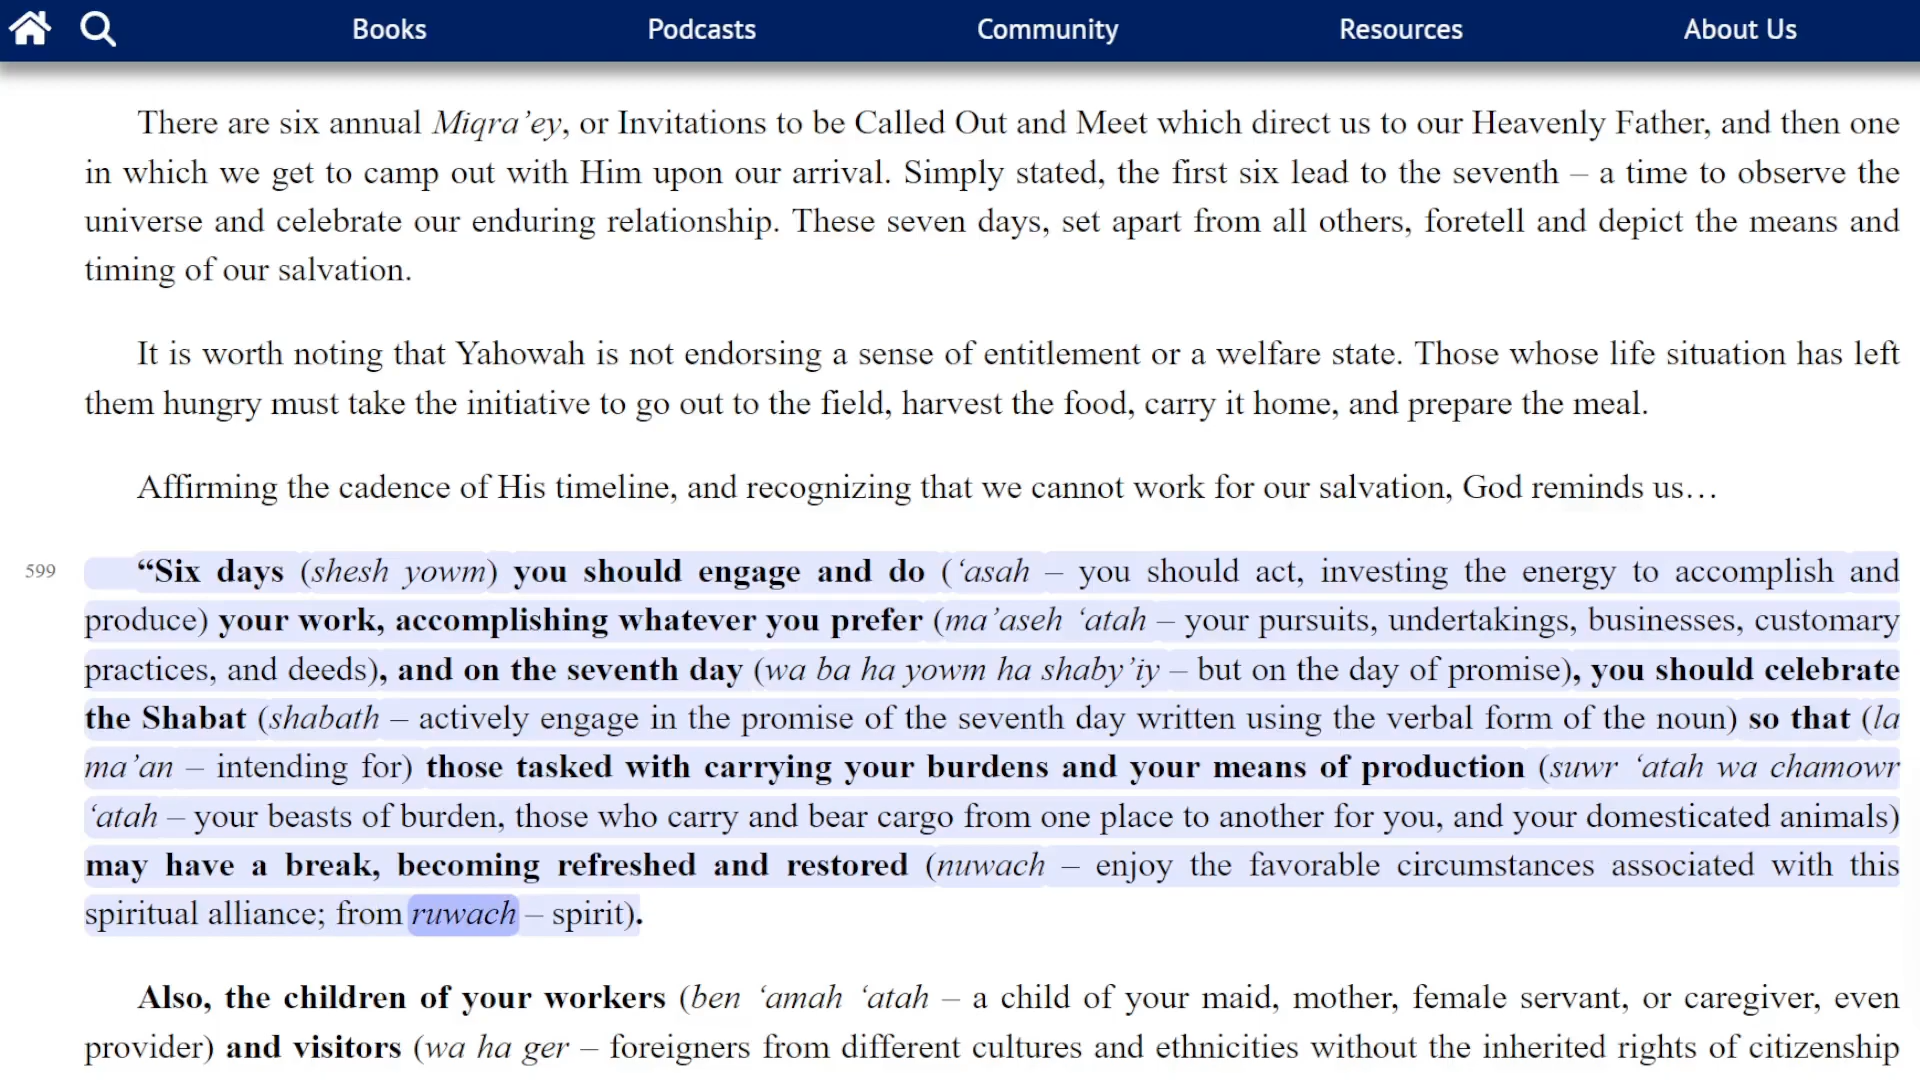 Books Podcasts Community Resources About Us
There are six annual Miqra’ey, or Invitations to be Called Out and Meet which direct us to our Heavenly Father, and then one
in which we get to camp out with Him upon our arrival. Simply stated, the first six lead to the seventh – a time to observe the
universe and celebrate our enduring relationship. These seven days, set apart from all others, foretell and depict the means and
timing of our salvation.
It is worth noting that Yahowah is not endorsing a sense of entitlement or a welfare state. Those whose life situation has left
them hungry must take the initiative to go out to the field, harvest the food, carry it home, and prepare the meal.
Affirming the cadence of His timeline, and recognizing that we cannot work for our salvation, God reminds us…
599 “Six days (shesh yowm) you should engage and do (‘asah – you should act, investing the energy to accomplish and
produce) your work, accomplishing whatever you prefer (ma’aseh ‘atah – your pursuits, undertakings, businesses, customary
practices, and deeds), and on the seventh day (wa ba ha yowm ha shaby’iy – but on the day of promise), you should celebrate
the Shabat (shabath – actively engage in the promise of the seventh day written using the verbal form of the noun) so that (la
ma’an – intending for) those tasked with carrying your burdens and your means of production (suwr ‘atah wa chamowr
‘atah – your beasts of burden, those who carry and bear cargo from one place to another for you, and your domesticated animals)
may have a break, becoming refreshed and restored (nuwach – enjoy the favorable circumstances associated with this
spiritual alliance; from ruwach – spirit).
Also, the children of your workers (ben ‘amah ‘atah – a child of your maid, mother, female servant, or caregiver, even
provider) and visitors (wa ha ger – foreigners from different cultures and ethnicities without the inherited rights of citizenship